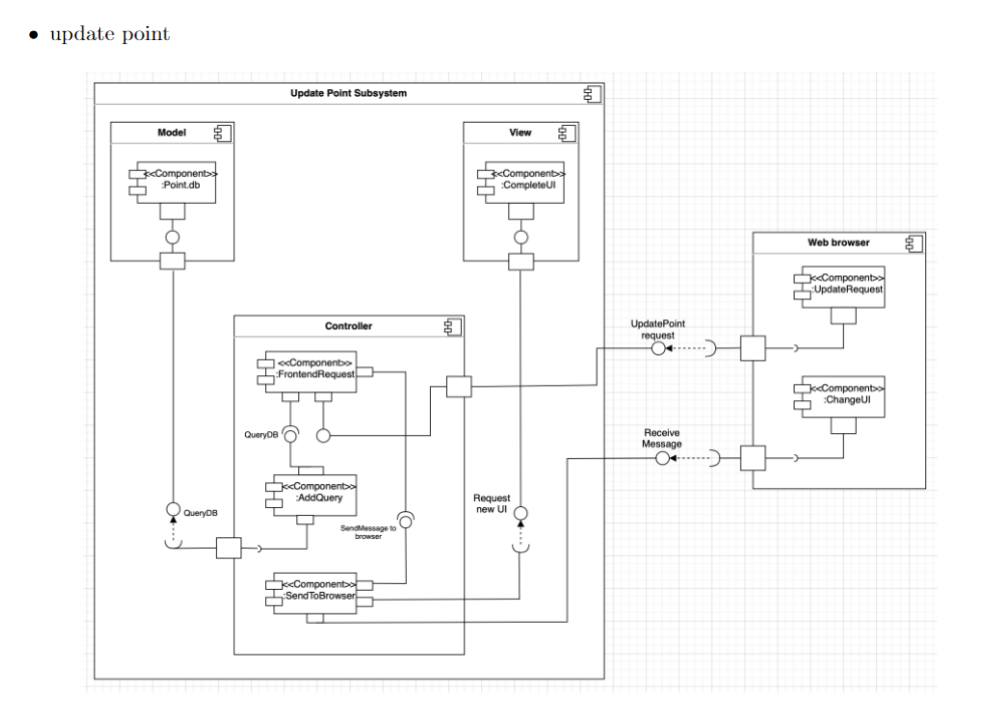 • update point
Update Point Subsystem
Model
<<Component>>
:Point.db
View
<<Component>>
:CompleteUI
Web browser
<<Component>>
:UpdateRequest
UpdatePoint
request
Controller
<<Component>>
:FrontendRequest
<<Component>>
:ChangeUI
QueryDB
Receive
Message
<<Component>>
:AddQuery
Request
new UI
QueryDB
SendMessage to
browser
<<Component>>
:SendToBrowser